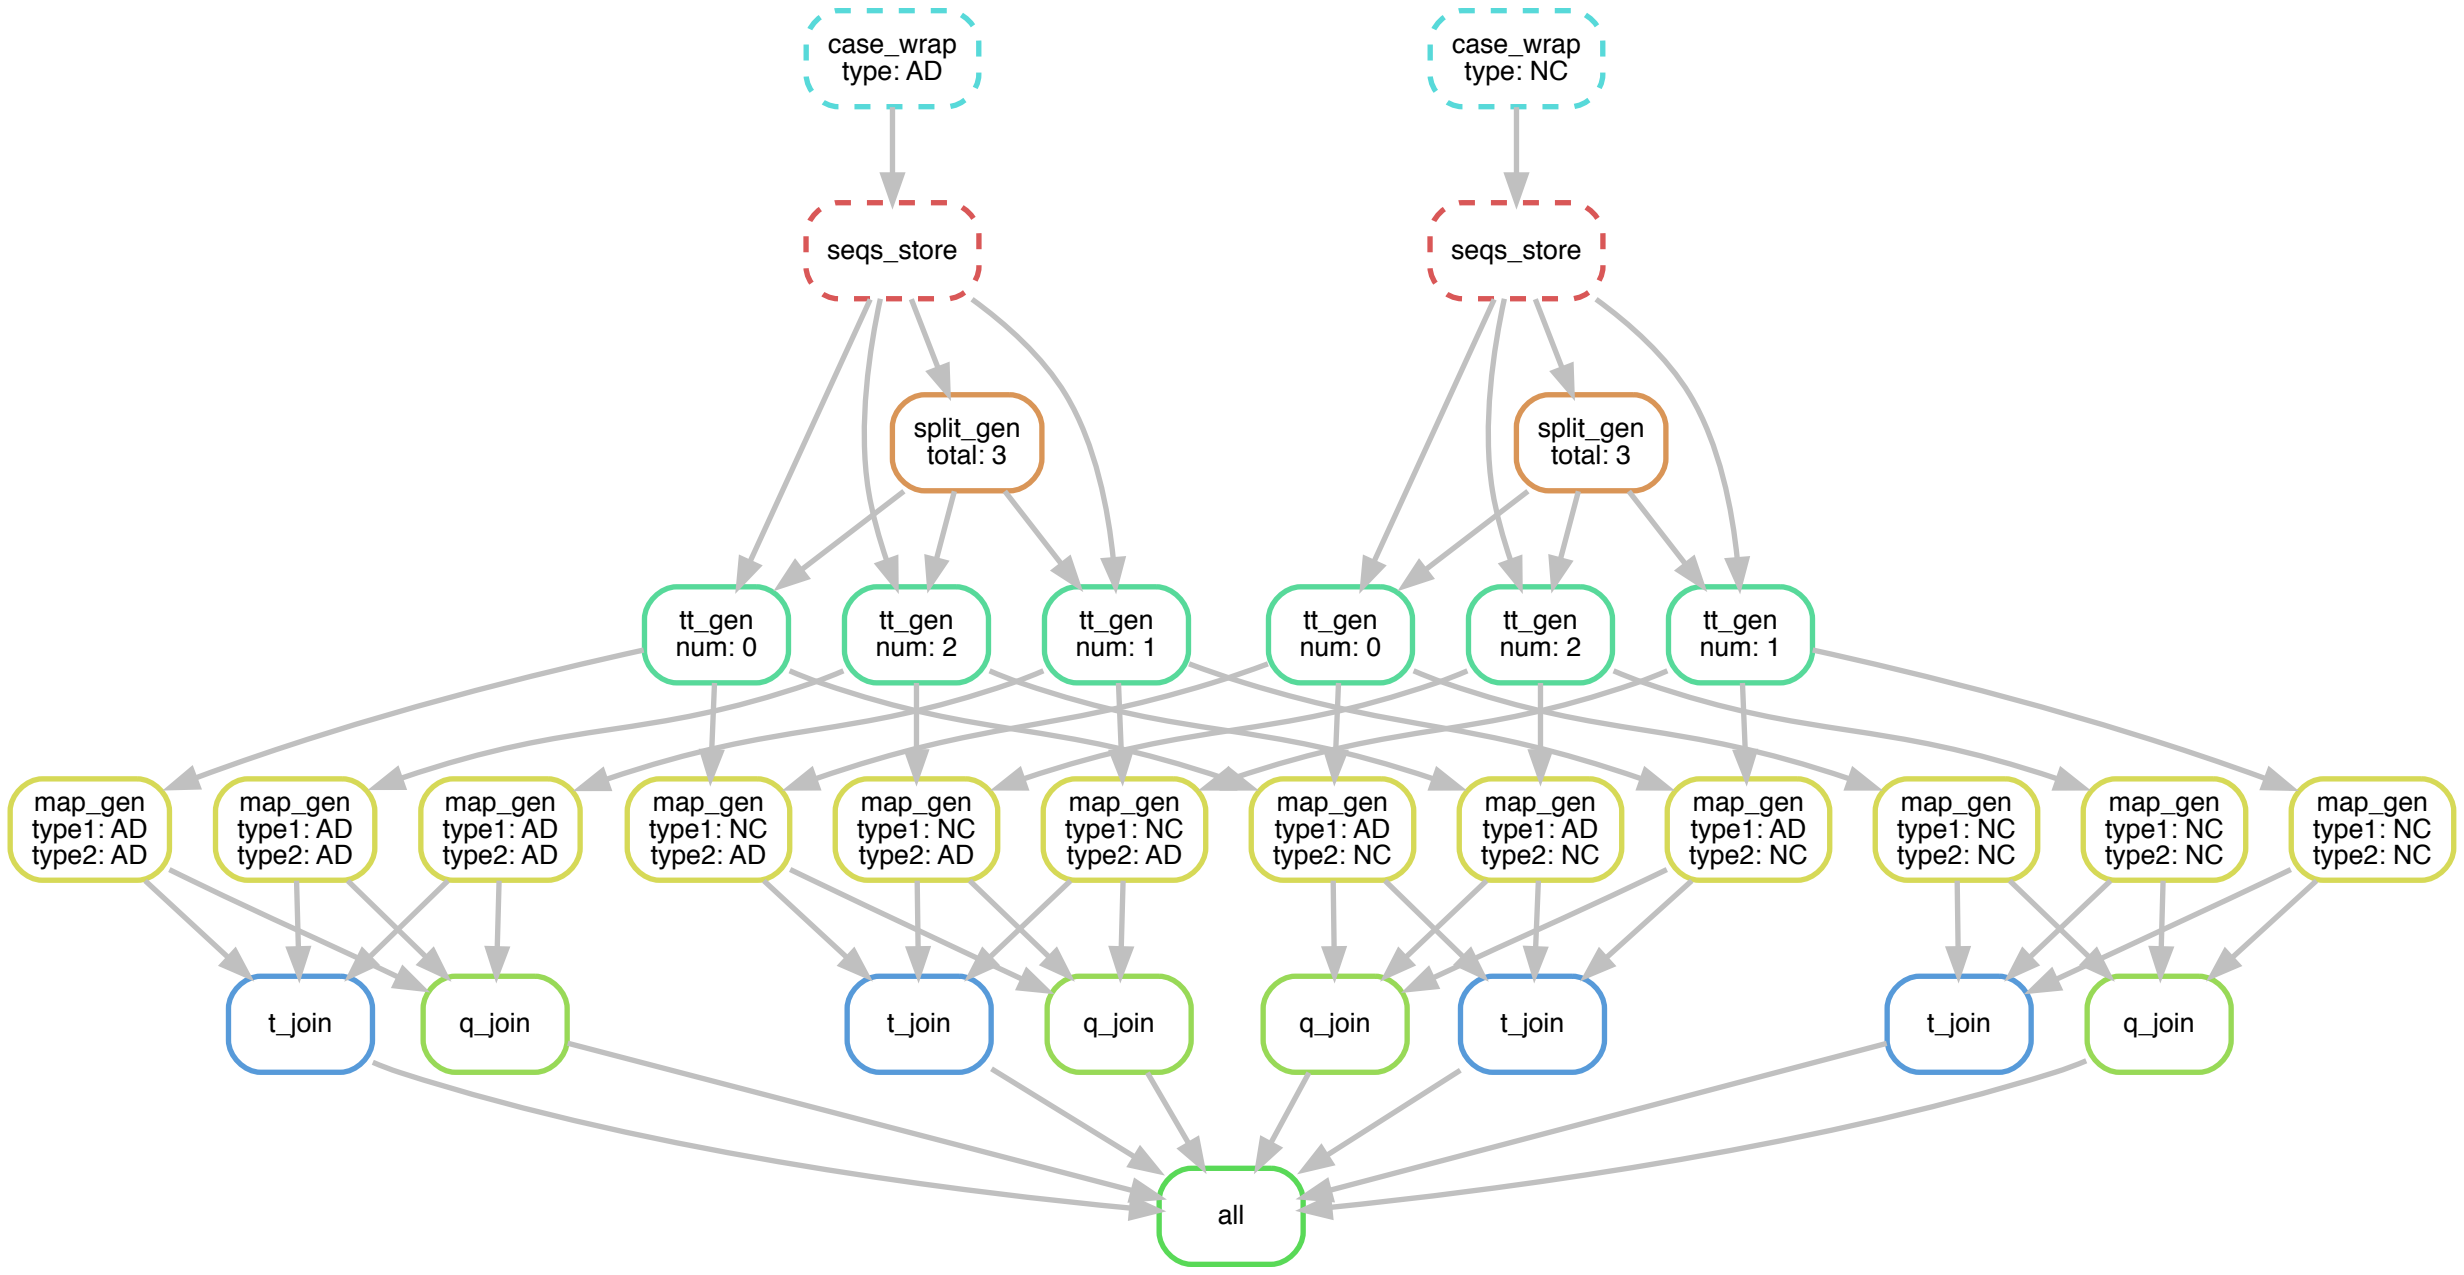 case_wrap
type: AD
case_wrap
type: NC
seqs_store
seqs_store
split_gen
total: 3
split_gen
total: 3
tt_gen
num: 0
tt_gen
num: 2
tt_gen
num: 1
tt_gen
num: 0
tt_gen
num: 2
tt_gen
num: 1
map_gen
type1: AD
type2: AD
map_gen
type1: AD
type2: AD
map_gen
type1: AD
type2: AD
map_gen
type1: NC
type2: AD
map_gen
type1: NC
type2: AD
map_gen
type1: NC
type2: AD
map_gen
type1: AD
type2: NC
map_gen
type1: AD
type2: NC
map_gen
type1: AD
type2: NC
map_gen
type1: NC
type2: NC
map_gen
type1: NC
type2: NC
map_gen
type1: NC
type2: NC
t_join
q_join
t_join
q_join
q_join
t_join
t_join
q_join
all